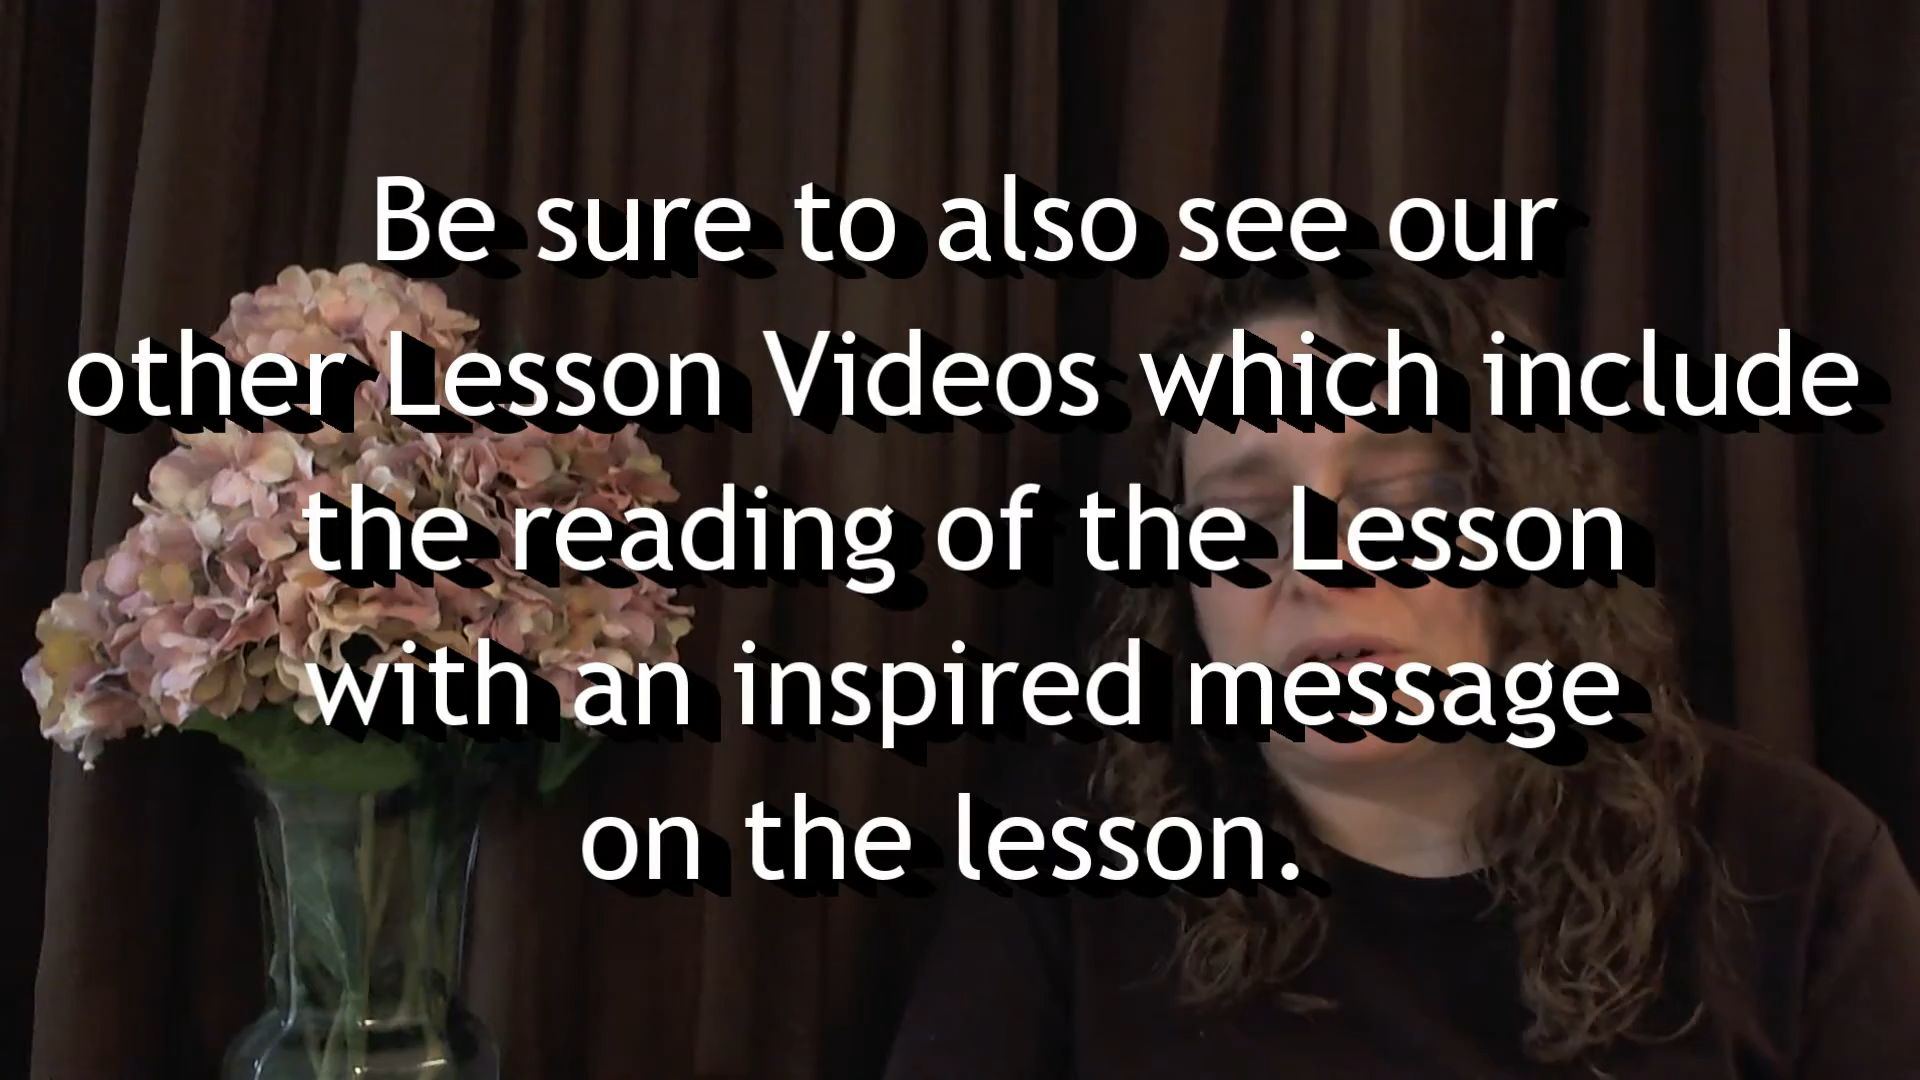 Be sure to also see our
other Lesson Videos which include
the reading of the Lesson
with an inspired message
on the lesson.